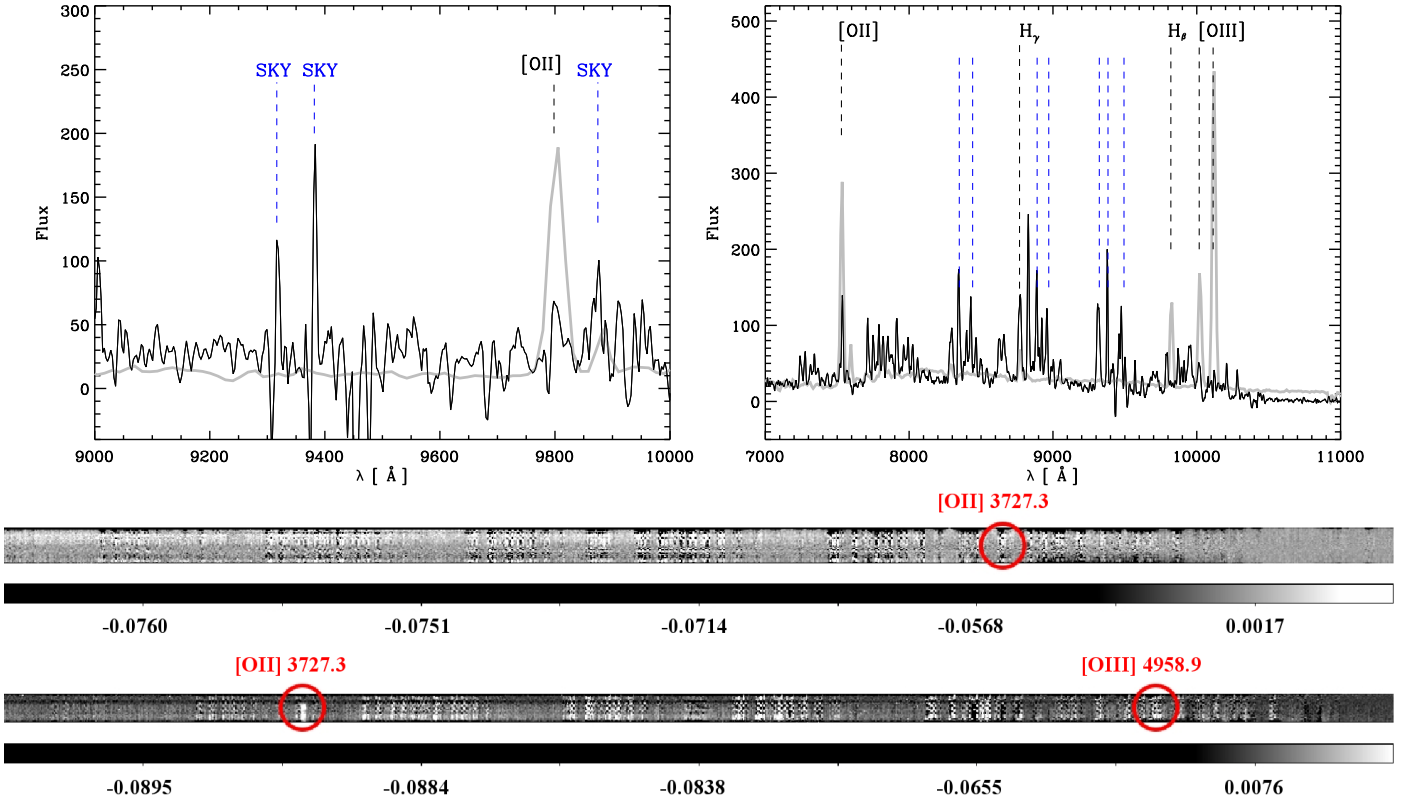 300
250
200
150
100
50
0
Flux
SKY SKY [OII] SKY
9000 9200 9400 9600 9800 10000
λ [ Å ]
500
400
300
200
100
0
Flux
[OII] Hγ Hβ [OIII]
7000 8000 9000 10000 11000
λ [ Å ]
[OII] 3727.3
-0.0760 -0.0751 -0.0714 -0.0568 0.0017
[OII] 3727.3 [OIII] 4958.9
-0.0895 -0.0884 -0.0838 -0.0655 0.0076